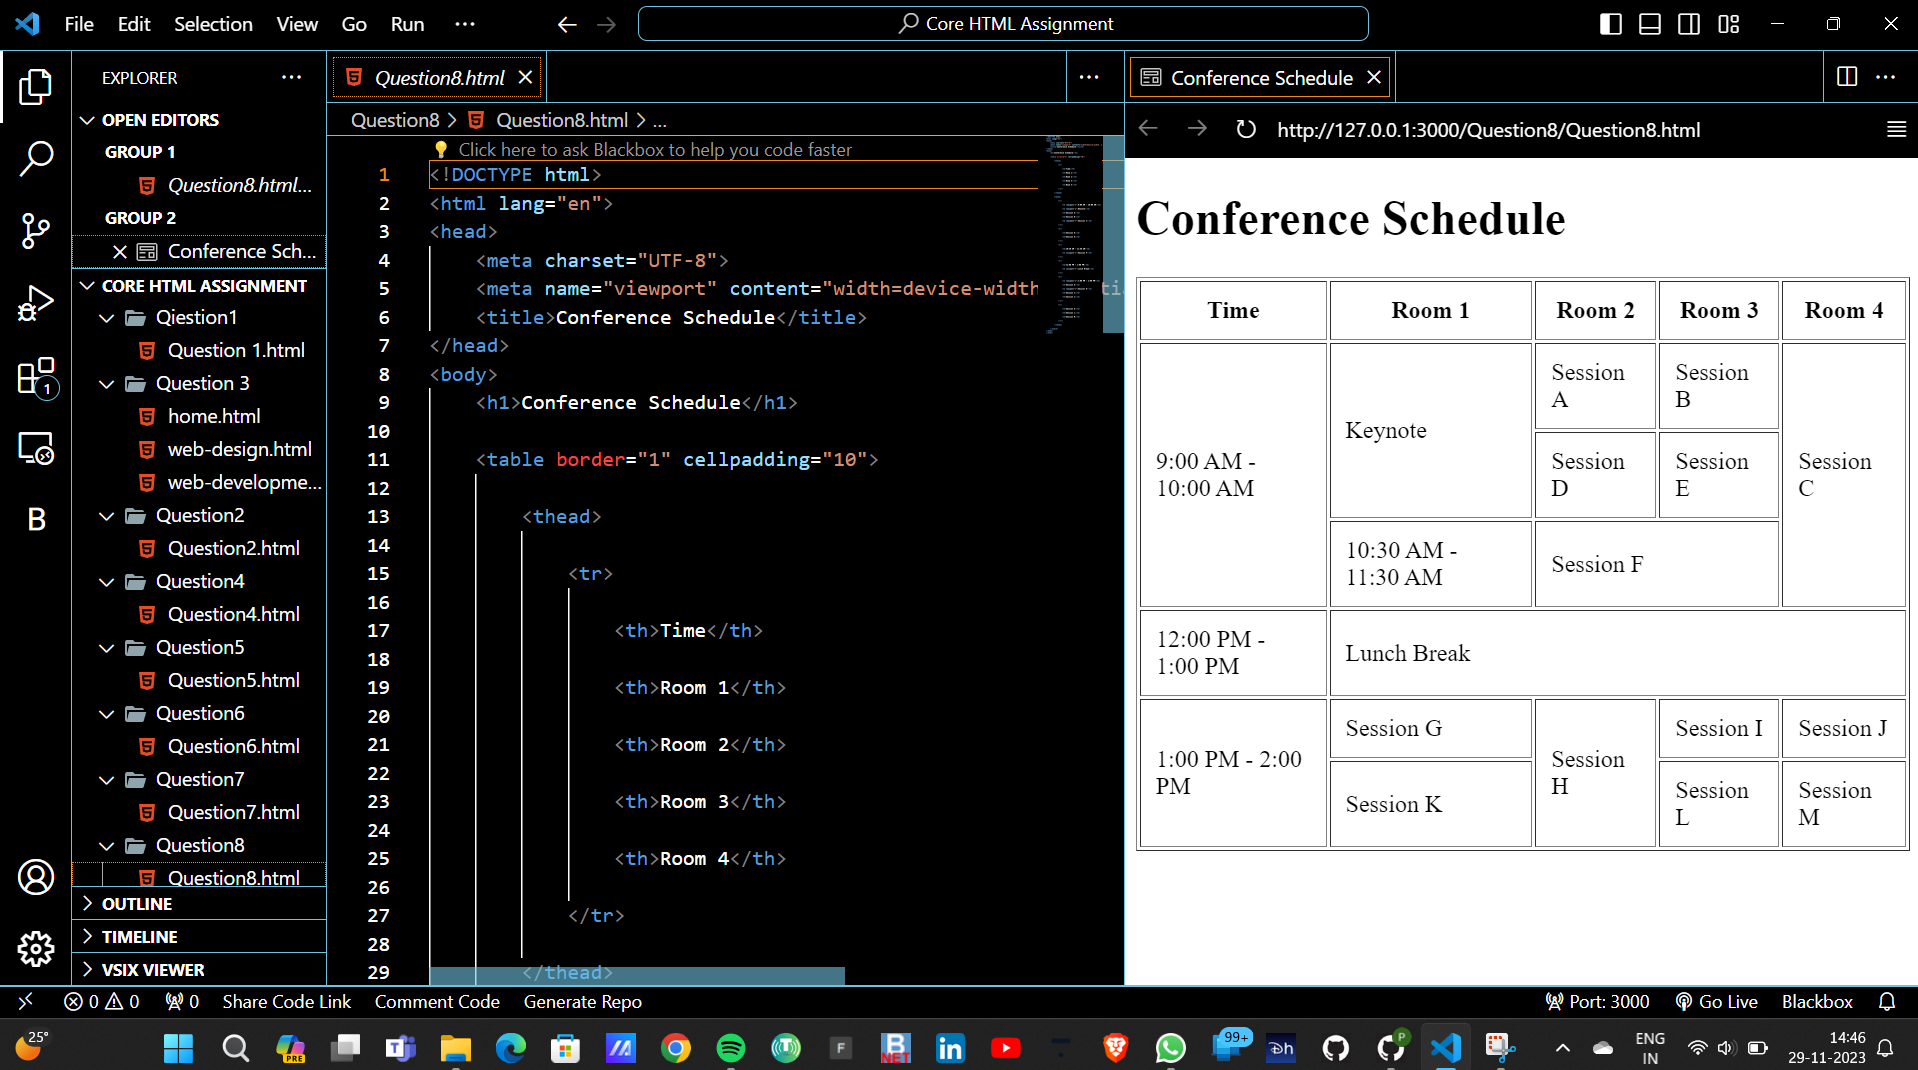 File Edit Selection View Go Run ···
Core HTML Assignment
EXPLORER ···
OPEN EDITORS
GROUP 1
Question8.html...
GROUP 2
Conference Sch...
CORE HTML ASSIGNMENT
Qiestion1
Question 1.html
Question 3
home.html
web-design.html
web-developme...
Question2
Question2.html
Question4
Question4.html
Question5
Question5.html
Question6
Question6.html
Question7
Question7.html
Question8
Question8.html
OUTLINE
TIMELINE
VSIX VIEWER
1
B
Question8.html
Question8 > Question8.html > ...
Click here to ask Blackbox to help you code faster
1 <!DOCTYPE html>
2 <html lang="en">
3 <head>
4 <meta charset="UTF-8">
5 <meta name="viewport" content="width=device-width
6 <title>Conference Schedule</title>
7 </head>
8 <body>
9 <h1>Conference Schedule</h1>
10
11 <table border="1" cellpadding="10">
12
13 <thead>
14
15 <tr>
16
17 <th>Time</th>
18
19 <th>Room 1</th>
20
21 <th>Room 2</th>
22
23 <th>Room 3</th>
24
25 <th>Room 4</th>
26
27 </tr>
28
29 </thead>
Conference Schedule
http://127.0.0.1:3000/Question8/Question8.html
Conference Schedule
Time Room 1 Room 2 Room 3 Room 4
9:00 AM -
10:00 AM
Keynote
Session
A
Session
B
Session
C
Session
D
Session
E
10:30 AM -
11:30 AM
Session F
12:00 PM -
1:00 PM
Lunch Break
1:00 PM - 2:00
PM
Session G
Session
H
Session I
Session J
Session K
Session
L
Session
M
0 0 0 Share Code Link Comment Code Generate Repo
Port: 3000 Go Live Blackbox
25°
PRE
F
B
NET
in
99+
Dh
P
ENG
IN
14:46
29-11-2023